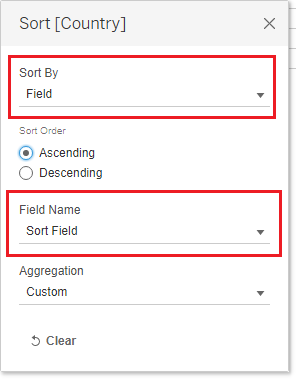 Sort [Country]
Sort By
Field
Sort Order
Ascending
Descending
Field Name
Sort Field
Aggregation
Custom
Clear